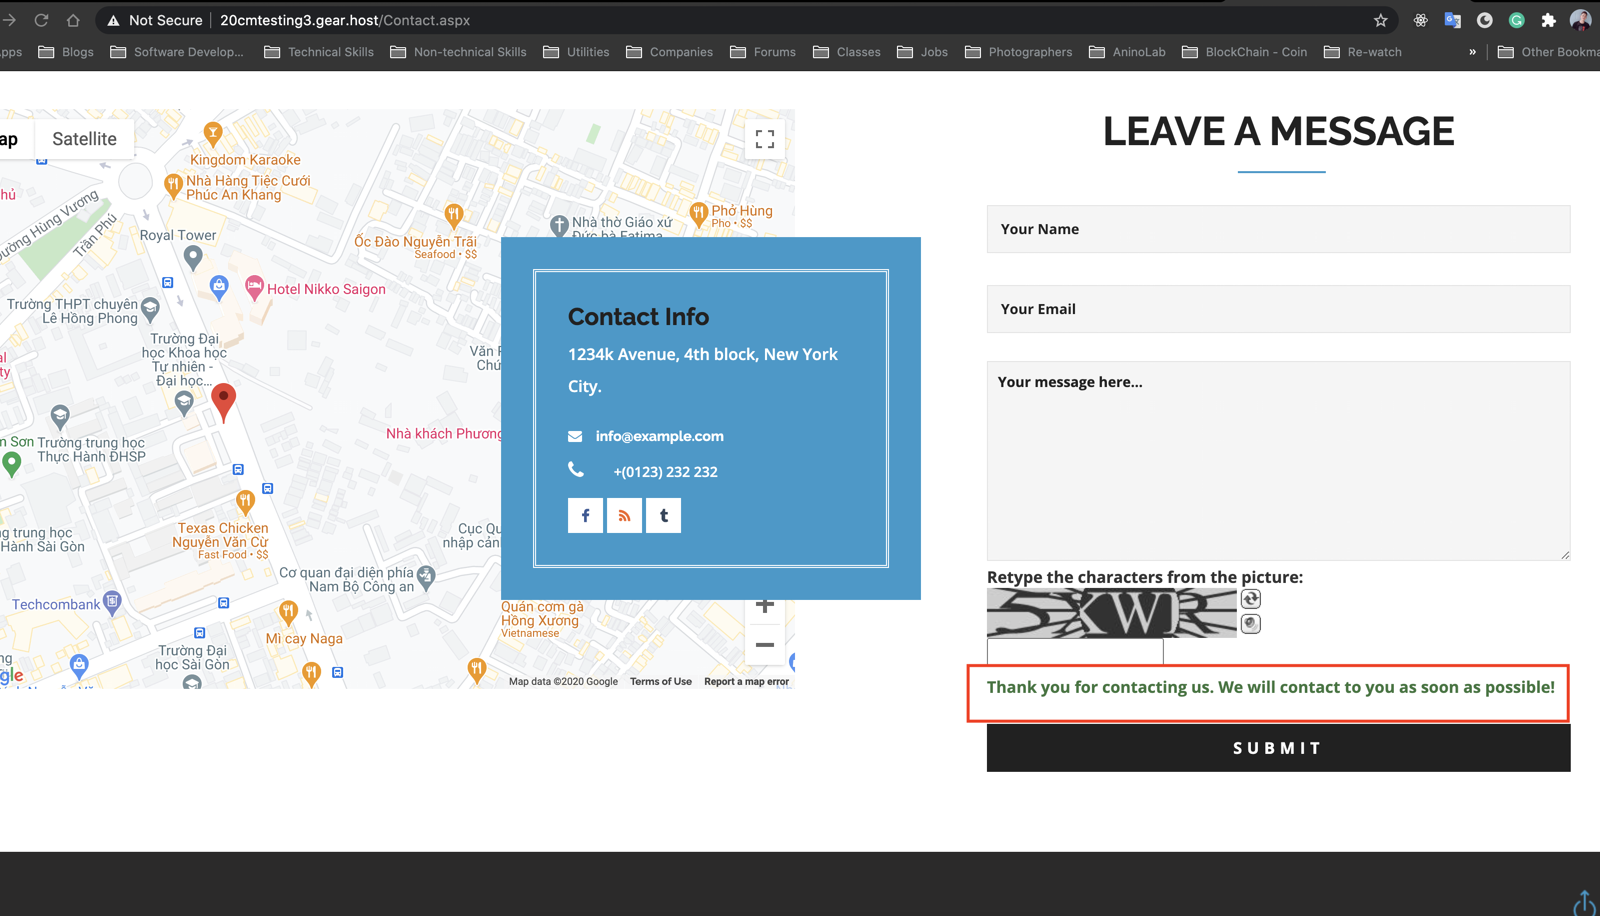 Not Secure | 20cmtesting3.gear.host/Contact.aspx
pps Blogs Software Develop... Technical Skills Non-technical Skills Utilities Companies Forums Classes Jobs Photographers AninoLab BlockChain - Coin Re-watch » Other Bookma
ap Satellite
Kingdom Karaoke
Nhà Hàng Tiệc Cưới
Phúc An Khang
hủ
ường Hùng Vương
Trần Phú
Royal Tower
Ốc Đào Nguyễn Trãi
Seafood • $$
Nhà thờ Giáo xứ
Đức bà Fatima
Phở Hùng
Pho • $$
Hotel Nikko Saigon
Trường THPT chuyên
Lê Hồng Phong
Trường Đại
học Khoa học
Tự nhiên -
Đại học...
al
ty
Văn F
Chú
Nhà khách Phương
m Sơn
Trường trung học
Thực Hành ĐHSP
g trung học
Hành Sài Gòn
Texas Chicken
Nguyễn Văn Cừ
Fast Food • $$
Cục Qu
nhập cản
Cơ quan đại diện phía
Nam Bộ Công an
Techcombank
Mì cay Naga
Quán cơm gà
Hồng Xương
Vietnamese
Trường Đại
học Sài Gòn
ng
gle
Map data ©2020 Google Terms of Use Report a map error
Contact Info
1234k Avenue, 4th block, New York
City.
info@example.com
+(0123) 232 232
LEAVE A MESSAGE
Your Name
Your Email
Your message here...
Retype the characters from the picture:
W
Thank you for contacting us. We will contact to you as soon as possible!
SUBMIT